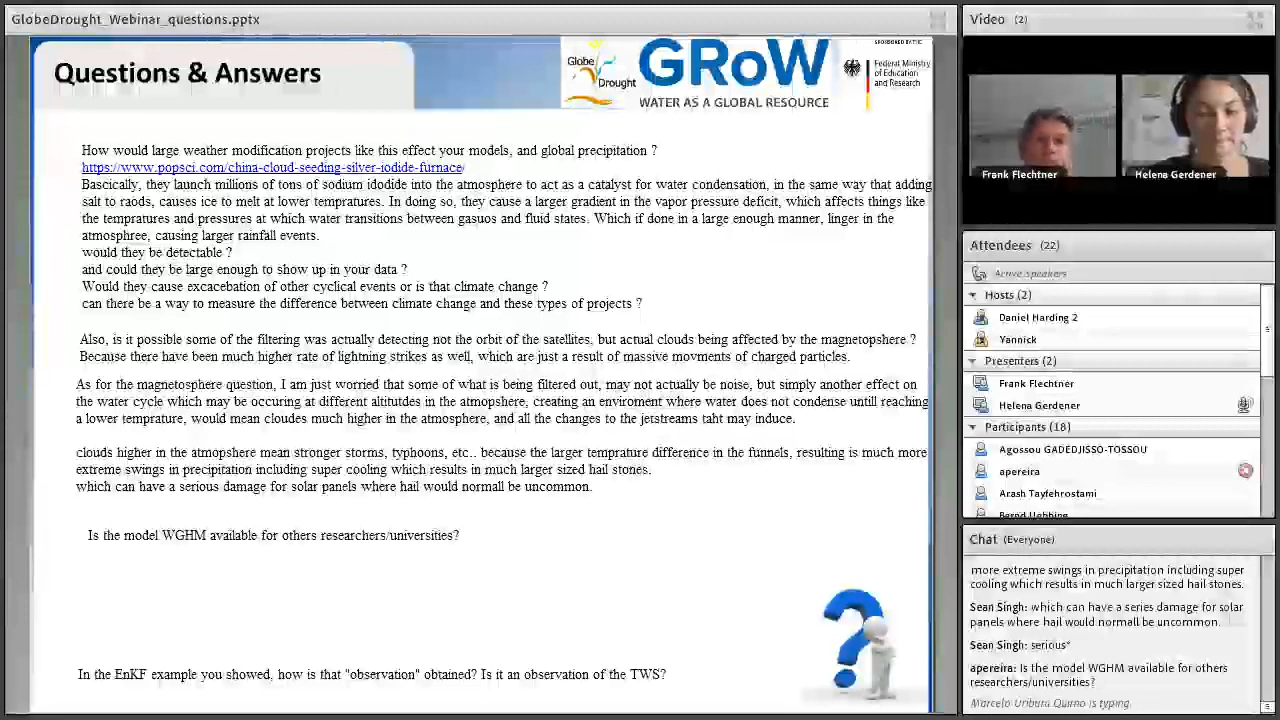 GlobeDrought_Webinar_questions.pptx
Questions & Answers
Globe
Drought
GRoW
WATER AS A GLOBAL RESOURCE
SPONSORED BY THE
Federal Ministry
of Education
and Research
How would large weather modification projects like this effect your models, and global precipitation ?
https://www.popsci.com/china-cloud-seeding-silver-iodide-furnace/
Bascically, they launch millions of tons of sodium idodide into the atmosphere to act as a catalyst for water condensation, in the same way that adding
salt to raods, causes ice to melt at lower tempratures. In doing so, they cause a larger gradient in the vapor pressure deficit, which affects things like
the tempratures and pressures at which water transitions between gasuos and fluid states. Which if done in a large enough manner, linger in the
atmosphree, causing larger rainfall events.
would they be detectable ?
and could they be large enough to show up in your data ?
Would they cause excacebation of other cyclical events or is that climate change ?
can there be a way to measure the difference between climate change and these types of projects ?
Also, is it possible some of the filtering was actually detecting not the orbit of the satellites, but actual clouds being affected by the magnetopshere ?
Because there have been much higher rate of lightning strikes as well, which are just a result of massive movments of charged particles.
As for the magnetosphere question, I am just worried that some of what is being filtered out, may not actually be noise, but simply another effect on
the water cycle which may be occuring at different altitutdes in the atmopshere, creating an enviroment where water does not condense untill reaching
a lower temprature, would mean cloudes much higher in the atmosphere, and all the changes to the jetstreams taht may induce.
clouds higher in the atmopshere mean stronger storms, typhoons, etc.. because the larger temprature difference in the funnels, resulting is much more
extreme swings in precipitation including super cooling which results in much larger sized hail stones.
which can have a serious damage for solar panels where hail would normall be uncommon.
Is the model WGHM available for others researchers/universities?
In the EnKF example you showed, how is that "observation" obtained? Is it an observation of the TWS?
Video (2)
Frank Flechtner
Helena Gerdener
Attendees (22)
Active speakers
Hosts (2)
Daniel Harding 2
Yannick
Presenters (2)
Frank Flechtner
Helena Gerdener
Participants (18)
Agossou GADEDJISSO-TOSSOU
apereira
Arash Tayfehrostami
Bernd Uebbing
Chat (Everyone)
more extreme swings in precipitation including super
cooling which results in much larger sized hail stones.
Sean Singh: which can have a series damage for solar
panels where hail would normall be uncommon.
Sean Singh: serious*
apereira: Is the model WGHM available for others
researchers/universities?
Marcelo Uriburu Quirno is typing.